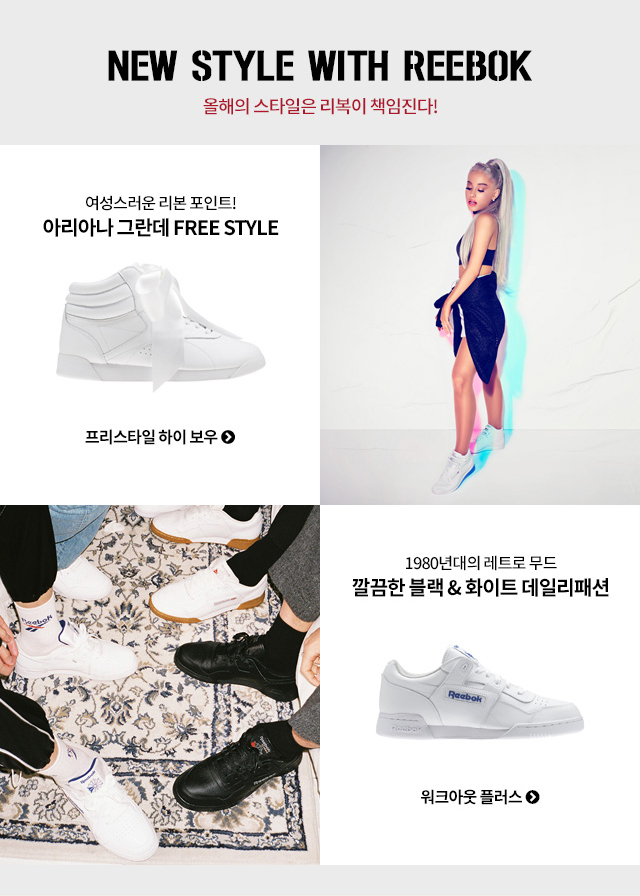 NEW STYLE WITH REEBOK
올해의 스타일은 리복이 책임진다!
여성스러운 리본 포인트!
아리아나 그란데 FREE STYLE
프리스타일 하이 보우
Reebok
1980년대의 레트로 무드
깔끔한 블랙 & 화이트 데일리패션
Reebok
워크아웃 플러스